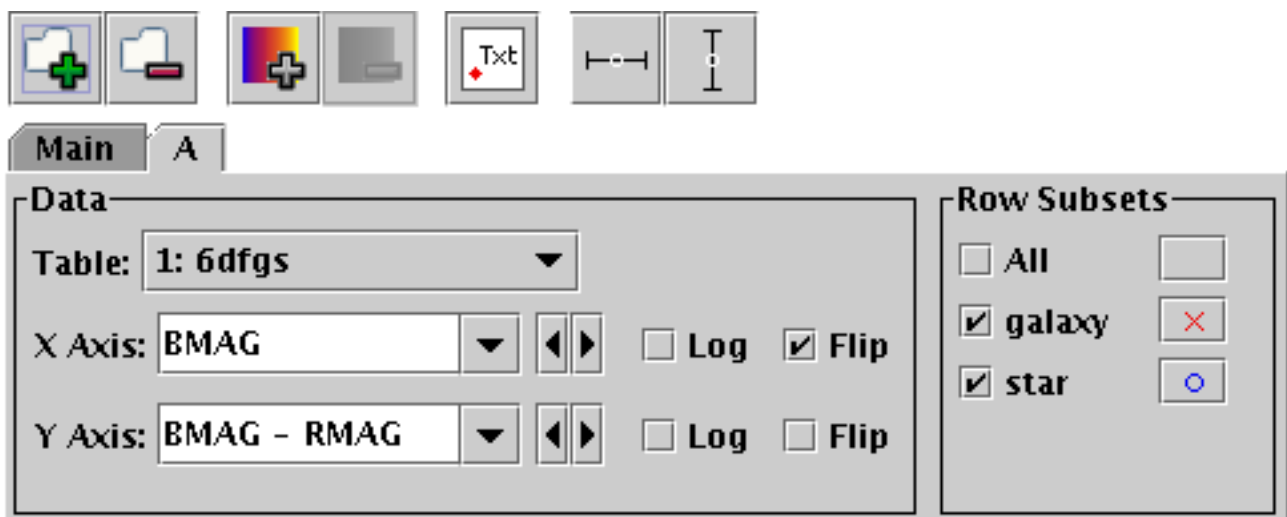 Txt
Main A
Data
Table: 1: 6dfgs
X Axis: BMAG Log Flip
Y Axis: BMAG - RMAG Log Flip
Row Subsets
All
galaxy
star